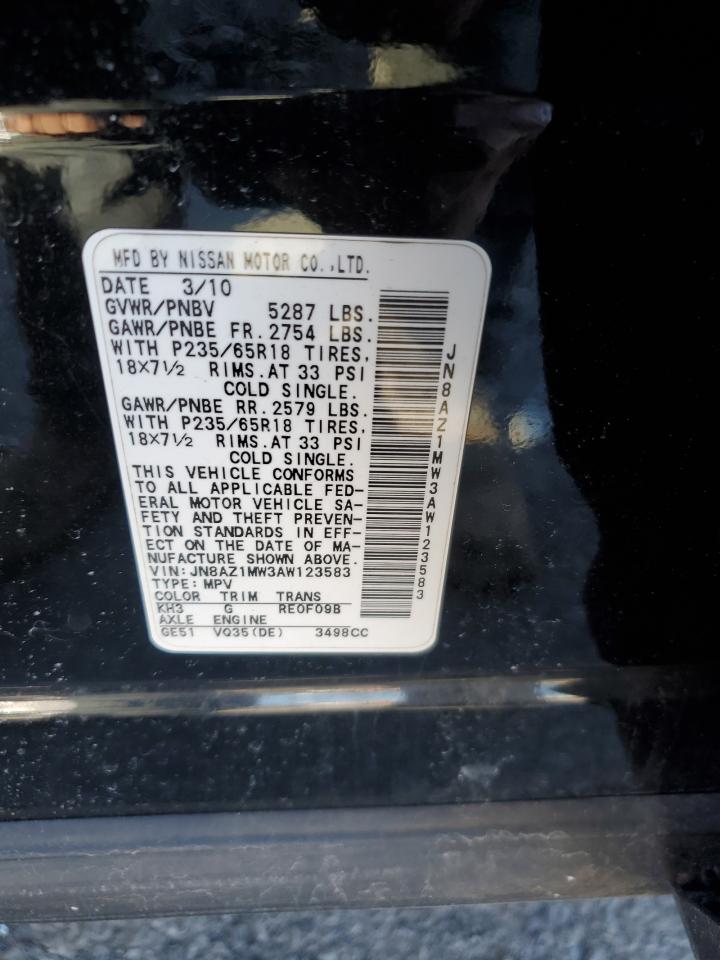 MFD BY NISSAN MOTOR CO.,LTD.
DATE 3/10
GVWR/PNBV 5287 LBS.
GAWR/PNBE FR. 2754 LBS.
WITH P235/65R18 TIRES,
18X7½ RIMS. AT 33 PSI
COLD SINGLE.
GAWR/PNBE RR. 2579 LBS.
WITH P235/65R18 TIRES.
18X7½ RIMS. AT 33 PSI
COLD SINGLE.
THIS VEHICLE CONFORMS
TO ALL APPLICABLE FED-
ERAL MOTOR VEHICLE SA-
FETY AND THEFT PREVEN-
TION STANDARDS IN EFF-
ECT ON THE DATE OF MA-
NUFACTURE SHOWN ABOVE.
VIN: JN8AZ1MW3AW123583
TYPE: MPV
COLOR TRIM TRANS
KH3 G RE0F09B
AXLE ENGINE
GE51 VQ35(DE) 3498CC
JN8AZ1MW3AW123583